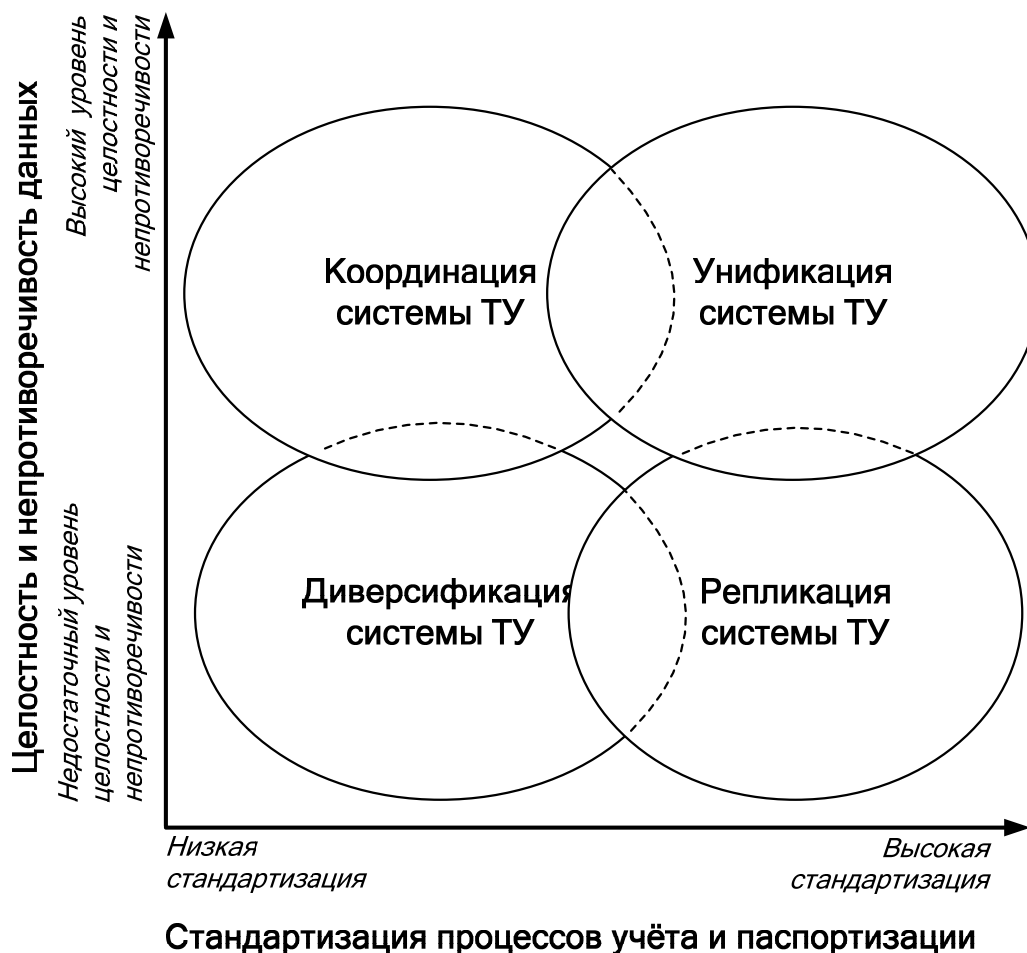 Целостность и непротиворечивость данных
Высокий уровень
целостности и
непротиворечивости
Недостаточный уровень
целостности и
непротиворечивости
Координация
системы ТУ
Унификация
системы ТУ
Диверсификация
системы ТУ
Репликация
системы ТУ
Низкая
стандартизация
Высокая
стандартизация
Стандартизация процессов учёта и паспортизации